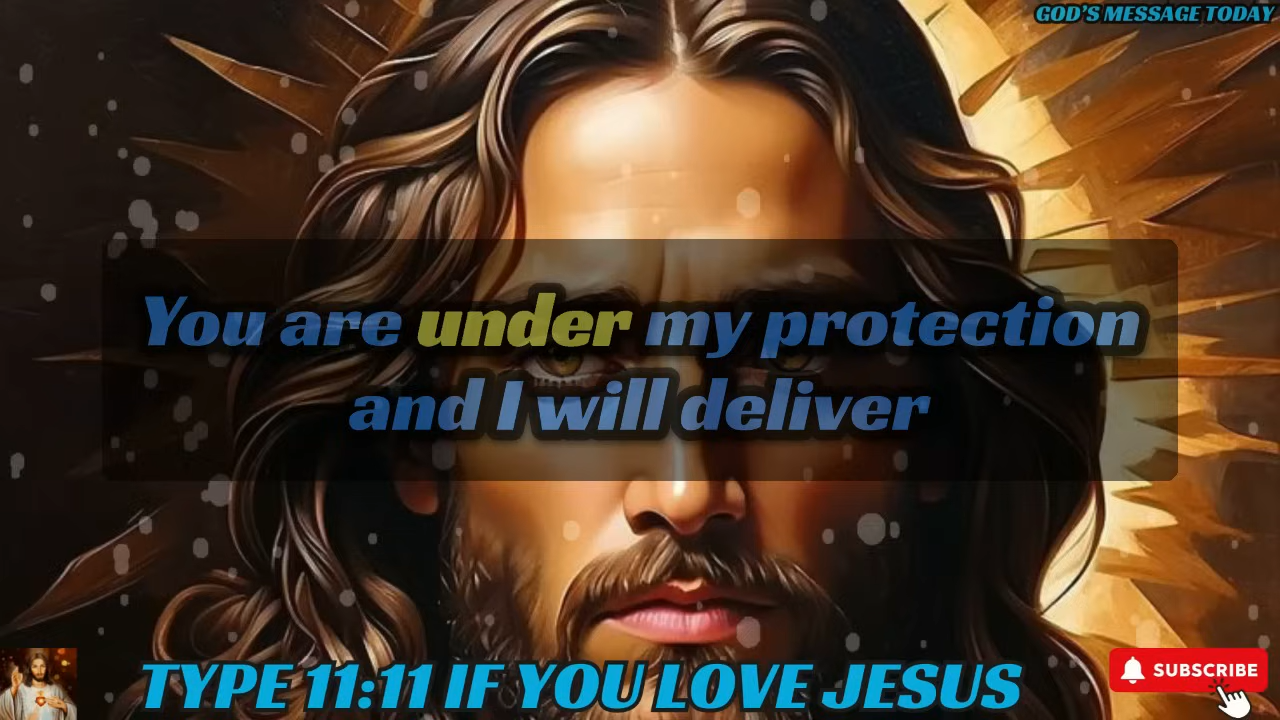 GOD'S MESSAGE TODAY
You are under my protection
and I will deliver
TYPE 11:11 IF YOU LOVE JESUS
SUBSCRIBE